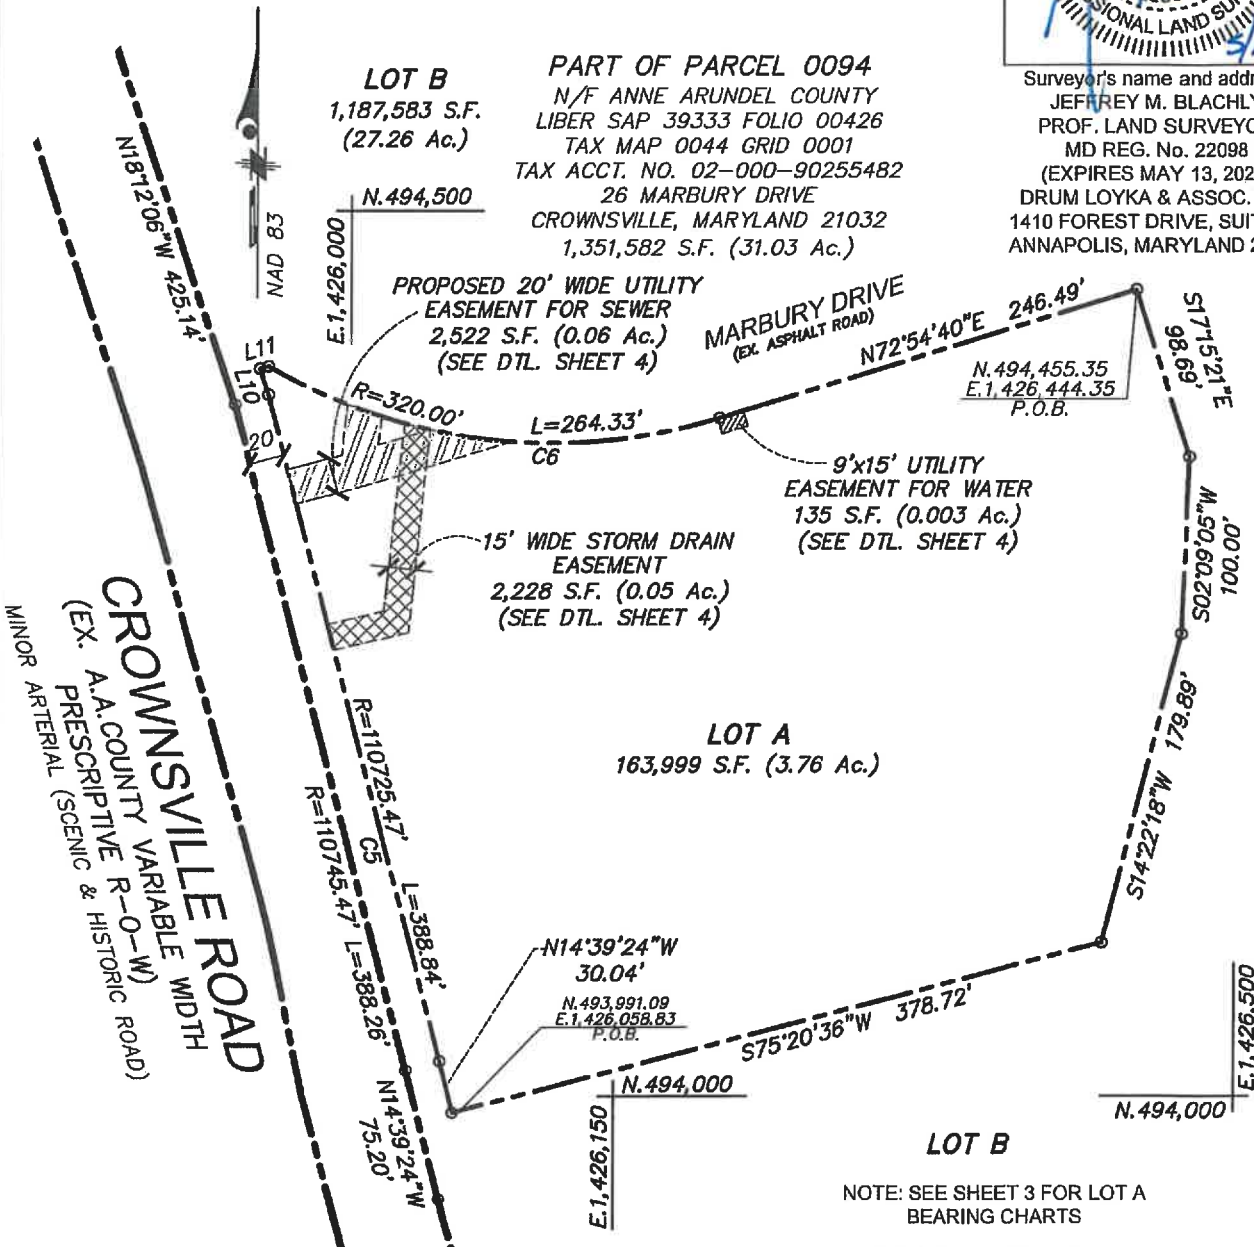 SIONAL LAND SU
Surveyor's name and addr
JEFFREY M. BLACHLY
PROF. LAND SURVEYO
MD REG. No. 22098
(EXPIRES MAY 13, 202
DRUM LOYKA & ASSOC.
1410 FOREST DRIVE, SUI
ANNAPOLIS, MARYLAND 2
LOT B
1,187,583 S.F.
(27.26 Ac.)
PART OF PARCEL 0094
N/F ANNE ARUNDEL COUNTY
LIBER SAP 39333 FOLIO 00426
TAX MAP 0044 GRID 0001
TAX ACCT. NO. 02-000-90255482
26 MARBURY DRIVE
CROWNSVILLE, MARYLAND 21032
1,351,582 S.F. (31.03 Ac.)
N18°12'06"W 425.14'
NAD 83
N.494,500
E.1,426,000
PROPOSED 20' WIDE UTILITY
EASEMENT FOR SEWER
2,522 S.F. (0.06 Ac.)
(SEE DTL. SHEET 4)
MARBURY DRIVE
(EX. ASPHALT ROAD)
N72°54'40"E 246.49'
N.494,455.35
E.1,426,444.35
P.O.B.
S17°15'21"E
98.69'
L11
L10
20'
R=320.00'
L=264.33'
C6
9'x15' UTILITY
EASEMENT FOR WATER
135 S.F. (0.003 Ac.)
(SEE DTL. SHEET 4)
15' WIDE STORM DRAIN
EASEMENT
2,228 S.F. (0.05 Ac.)
(SEE DTL. SHEET 4)
S02°09'05"W
100.00'
S14°22'18"W 179.89'
LOT A
163,999 S.F. (3.76 Ac.)
CROWNSVILLE ROAD
(EX. A.A.COUNTY VARIABLE WIDTH
PRESCRIPTIVE R-O-W)
MINOR ARTERIAL (SCENIC & HISTORIC ROAD)
R=110725.47' C5 L=388.84'
R=110745.47' L=388.26'
N14°39'24"W
30.04'
N.493,991.09
E.1,426,058.83
P.O.B.
S75°20'36"W 378.72'
N14°39'24"W
75.20'
N.494,000
E.1,426,150
N.494,000
E.1,426,500
LOT B
NOTE: SEE SHEET 3 FOR LOT A
BEARING CHARTS